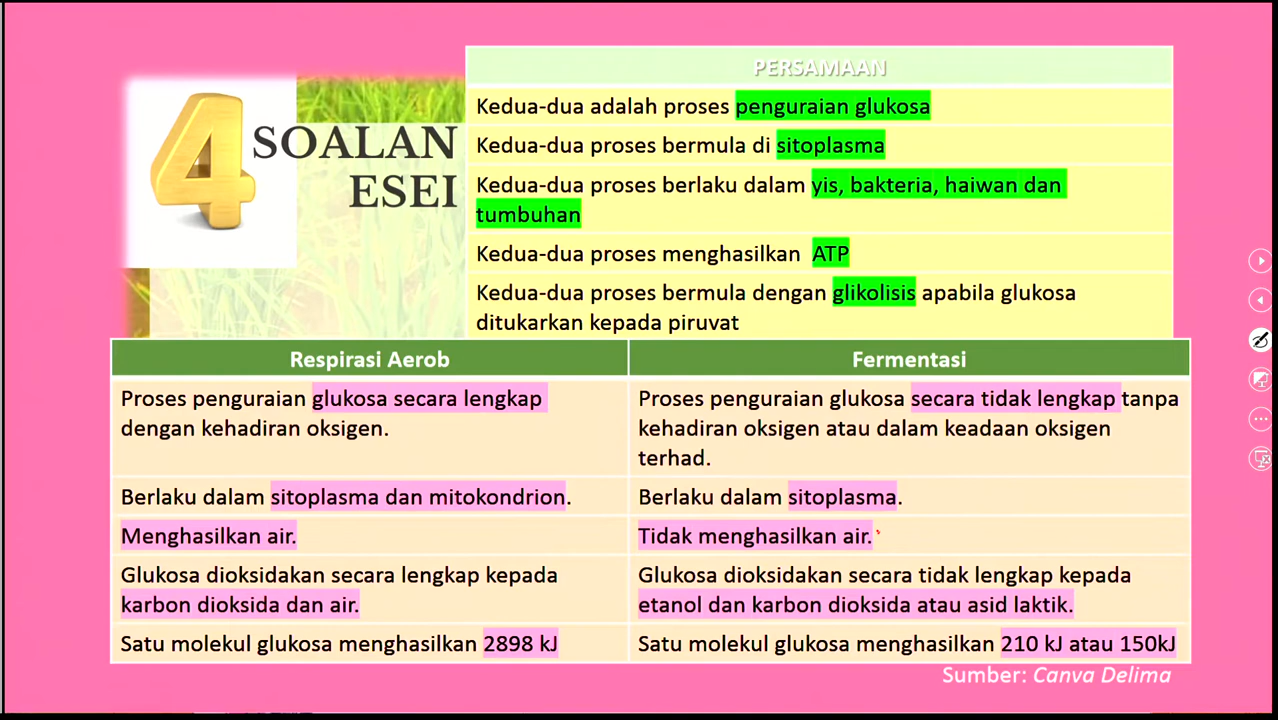 4
SOALAN
ESEI
PERSAMAAN
Kedua-dua adalah proses penguraian glukosa
Kedua-dua proses bermula di sitoplasma
Kedua-dua proses berlaku dalam yis, bakteria, haiwan dan
tumbuhan
Kedua-dua proses menghasilkan ATP
Kedua-dua proses bermula dengan glikolisis apabila glukosa
ditukarkan kepada piruvat
Respirasi Aerob
Fermentasi
Proses penguraian glukosa secara lengkap
dengan kehadiran oksigen.
Proses penguraian glukosa secara tidak lengkap tanpa
kehadiran oksigen atau dalam keadaan oksigen
terhad.
Berlaku dalam sitoplasma dan mitokondrion.
Berlaku dalam sitoplasma.
Menghasilkan air.
Tidak menghasilkan air.
Glukosa dioksidakan secara lengkap kepada
karbon dioksida dan air.
Glukosa dioksidakan secara tidak lengkap kepada
etanol dan karbon dioksida atau asid laktik.
Satu molekul glukosa menghasilkan 2898 kJ
Satu molekul glukosa menghasilkan 210 kJ atau 150kJ
Sumber: Canva Delima